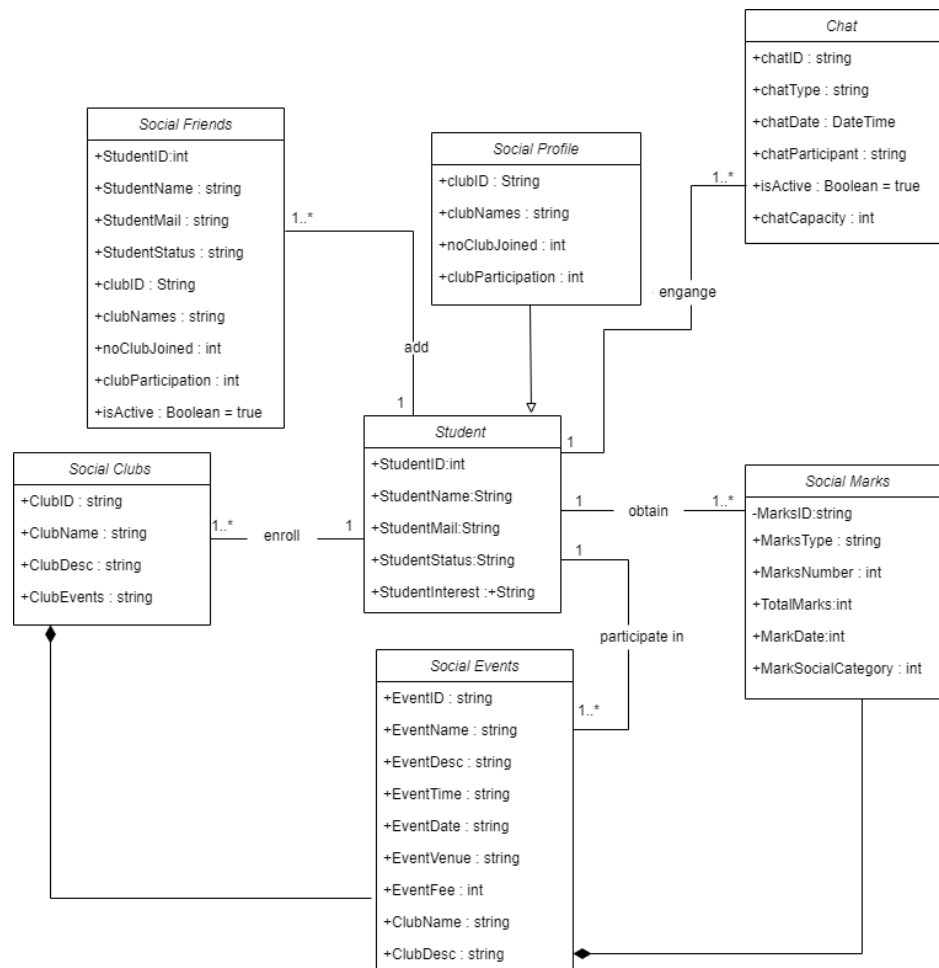 Chat
+chatID : string
+chatType : string
+chatDate : DateTime
+chatParticipant : string
+isActive : Boolean = true
+chatCapacity : int
Social Friends
+StudentID:int
+StudentName : string
+StudentMail : string
+StudentStatus : string
+clubID : String
+clubNames : string
+noClubJoined : int
+clubParticipation : int
+isActive : Boolean = true
Social Profile
+clubID : String
+clubNames : string
+noClubJoined : int
+clubParticipation : int
1..*
1..*
engange
add
1
1
Student
+StudentID:int
+StudentName:String
+StudentMail:String
+StudentStatus:String
+StudentInterest :+String
Social Clubs
+ClubID : string
+ClubName : string
+ClubDesc : string
+ClubEvents : string
1..*
enroll
1
1
obtain
1..*
Social Marks
-MarksID:string
+MarksType : string
+MarksNumber : int
+TotalMarks:int
+MarkDate:int
+MarkSocialCategory : int
1
participate in
1..*
Social Events
+EventID : string
+EventName : string
+EventDesc : string
+EventTime : string
+EventDate : string
+EventVenue : string
+EventFee : int
+ClubName : string
+ClubDesc : string